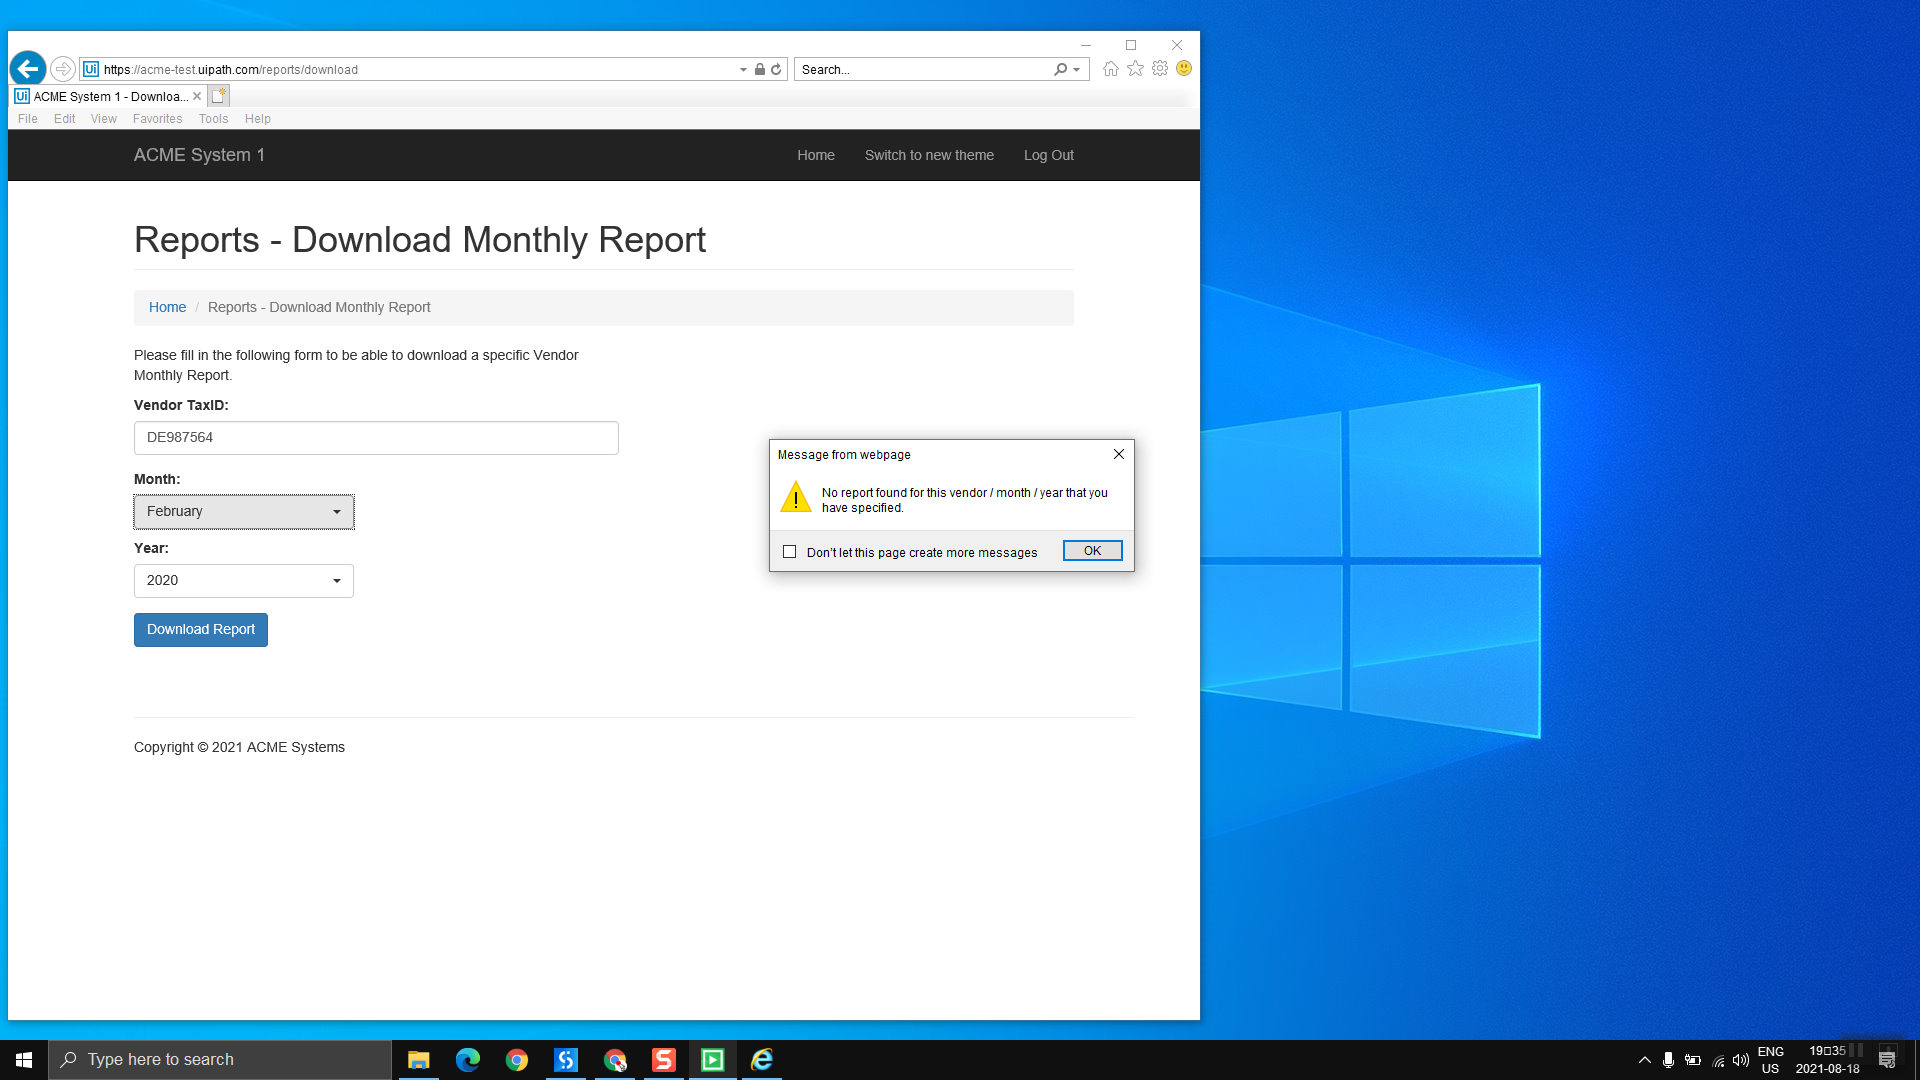 https://acme-test.uipath.com/reports/download
Search...
ACME System 1 - Downloa...
File Edit View Favorites Tools Help
ACME System 1
Home Switch to new theme Log Out
Reports - Download Monthly Report
Home / Reports - Download Monthly Report
Please fill in the following form to be able to download a specific Vendor
Monthly Report.
Vendor TaxID:
DE987564
Month:
February
Year:
2020
Download Report
Message from webpage
No report found for this vendor / month / year that you
have specified.
Don't let this page create more messages
OK
Copyright © 2021 ACME Systems
Type here to search
ENG
US
19□35
2021-08-18